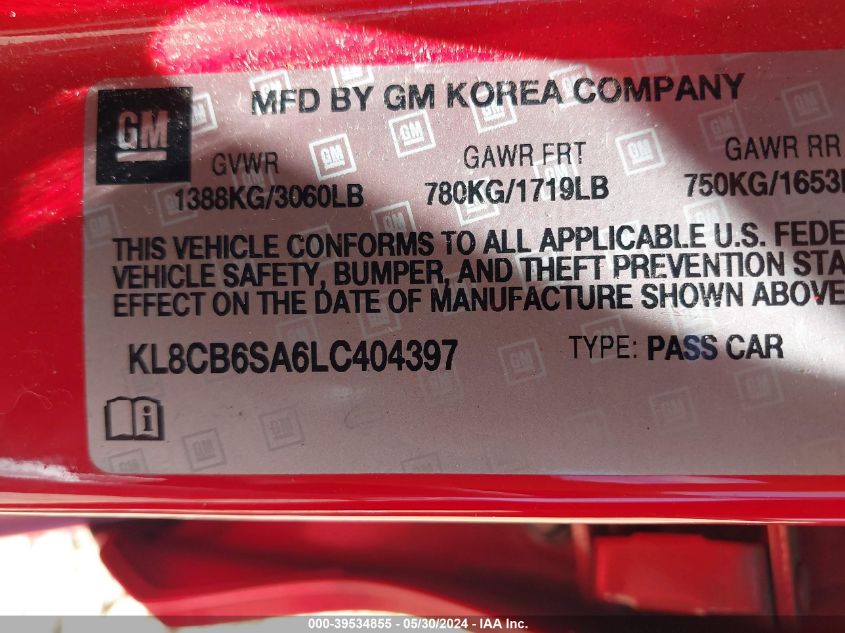 MFD BY GM KOREA COMPANY
GM
GVWR GAWR FRT GAWR RR
1388KG/3060LB 780KG/1719LB 750KG/1653
THIS VEHICLE CONFORMS TO ALL APPLICABLE U.S. FEDE
VEHICLE SAFETY, BUMPER, AND THEFT PREVENTION STA
EFFECT ON THE DATE OF MANUFACTURE SHOWN ABOVE
KL8CB6SA6LC404397 TYPE: PASS CAR
000-39534855 - 05/30/2024 - IAA Inc.